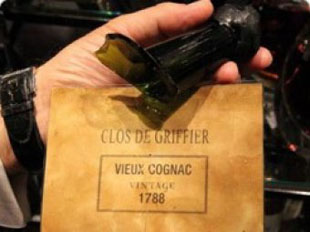 CLOS DE GRIFFIER
VIEUX COGNAC
VINTAGE
1788